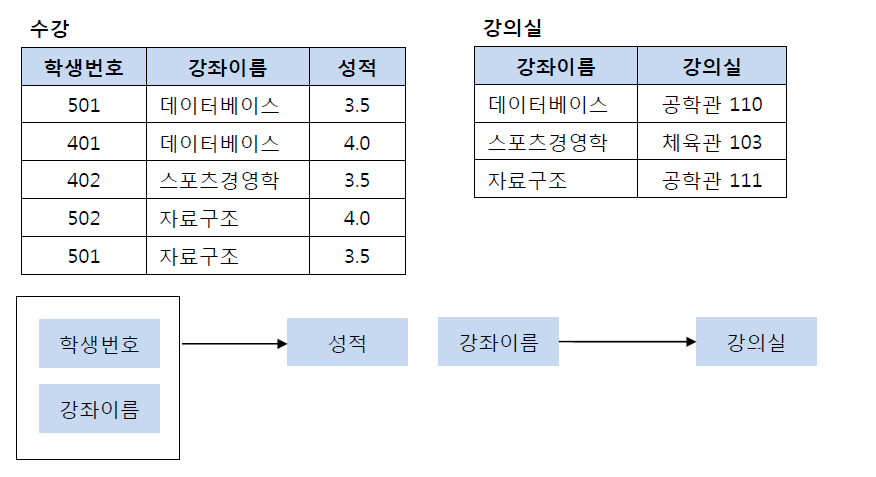 수강
학생번호 강좌이름 성적
501 데이터베이스 3.5
401 데이터베이스 4.0
402 스포츠경영학 3.5
502 자료구조 4.0
501 자료구조 3.5
강의실
강좌이름 강의실
데이터베이스 공학관 110
스포츠경영학 체육관 103
자료구조 공학관 111
학생번호
강좌이름
성적
강좌이름
강의실